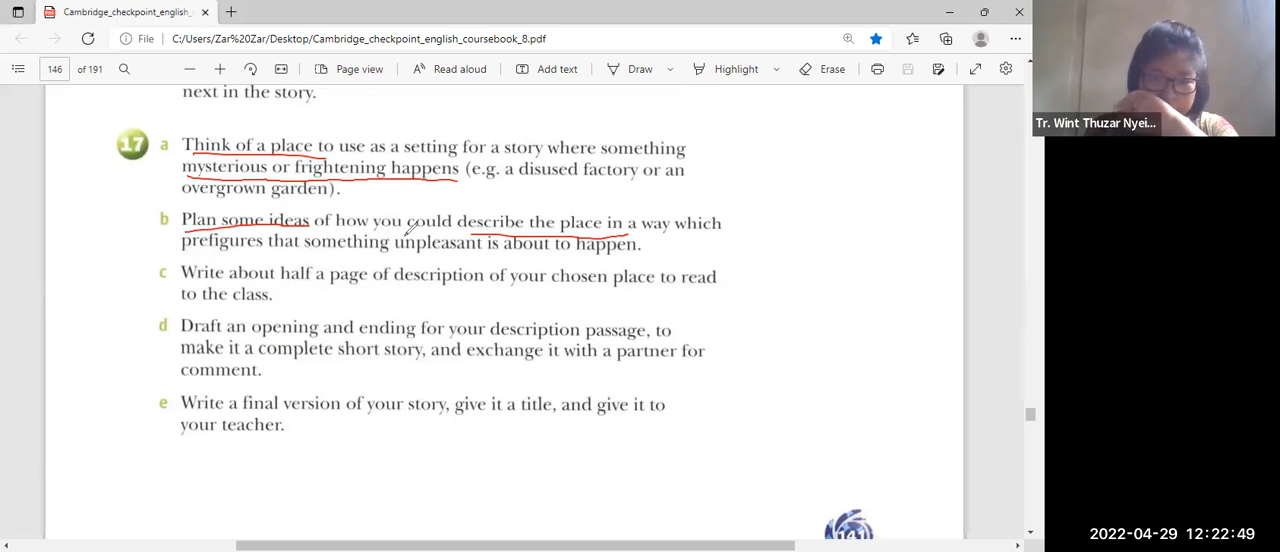 Cambridge_checkpoint_english_
File
C:/Users/Zar%20Zar/Desktop/Cambridge_checkpoint_english_coursebook_8.pdf
146 of 191
Page view
Read aloud
Add text
Draw
Highlight
Erase
Tr. Wint Thuzar Nyei...
next in the story.
17 a Think of a place to use as a setting for a story where something
mysterious or frightening happens (e.g. a disused factory or an
overgrown garden).
b Plan some ideas of how you could describe the place in a way which
prefigures that something unpleasant is about to happen.
c Write about half a page of description of your chosen place to read
to the class.
d Draft an opening and ending for your description passage, to
make it a complete short story, and exchange it with a partner for
comment.
e Write a final version of your story, give it a title, and give it to
your teacher.
141
2022-04-29 12:22:49